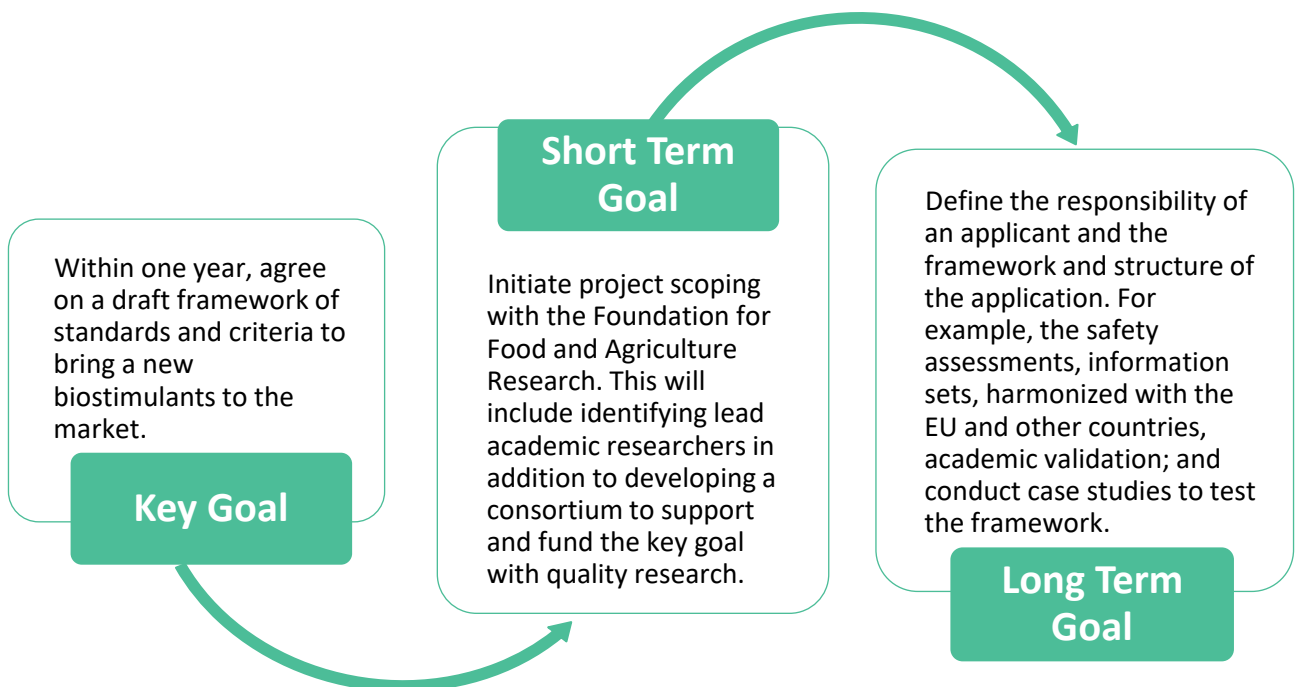 Within one year, agree
on a draft framework of
standards and criteria to
bring a new
biostimulants to the
market.
Key Goal
Short Term
Goal
Initiate project scoping
with the Foundation for
Food and Agriculture
Research. This will
include identifying lead
academic researchers in
addition to developing a
consortium to support
and fund the key goal
with quality research.
Define the responsibility of
an applicant and the
framework and structure of
the application. For
example, the safety
assessments, information
sets, harmonized with the
EU and other countries,
academic validation; and
conduct case studies to test
the framework.
Long Term
Goal